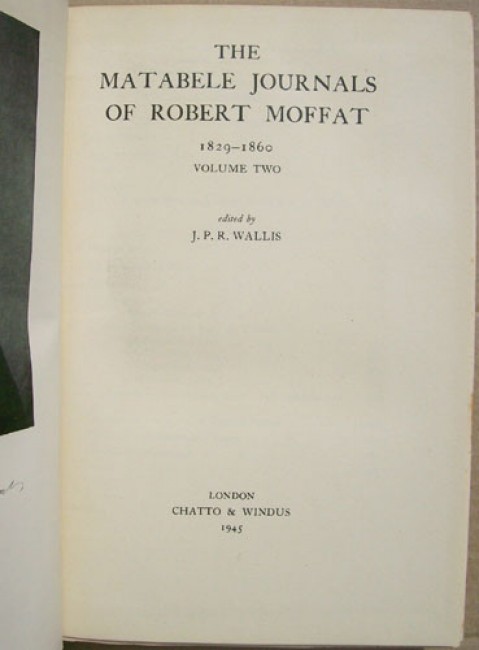 THE
MATABELE JOURNALS
OF ROBERT MOFFAT
1829–1860
VOLUME TWO
edited by
J. P. R. WALLIS
LONDON
CHATTO & WINDUS
1945